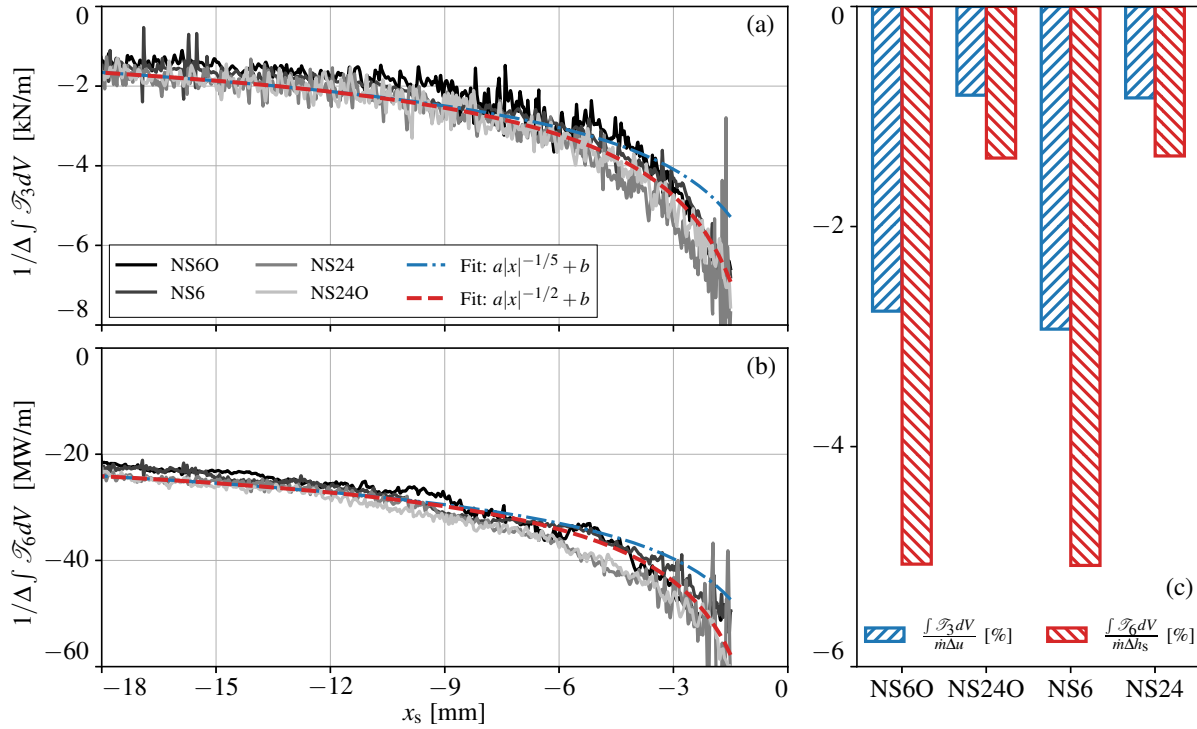 (a)
0
−2
−4
−6
−8
1/Δ ∫ 𝒯₃dV [kN/m]
NS6O
NS6
NS24
NS24O
Fit: a|x|^{−1/5} + b
Fit: a|x|^{−1/2} + b
(b)
0
−20
−40
−60
1/Δ ∫ 𝒯₆dV [MW/m]
−18 −15 −12 −9 −6 −3 0
x_s [mm]
(c)
0
−2
−4
−6
∫ 𝒯₃dV / ṁΔu [%]
∫ 𝒯₆dV / ṁΔh_s [%]
NS6O NS24O NS6 NS24